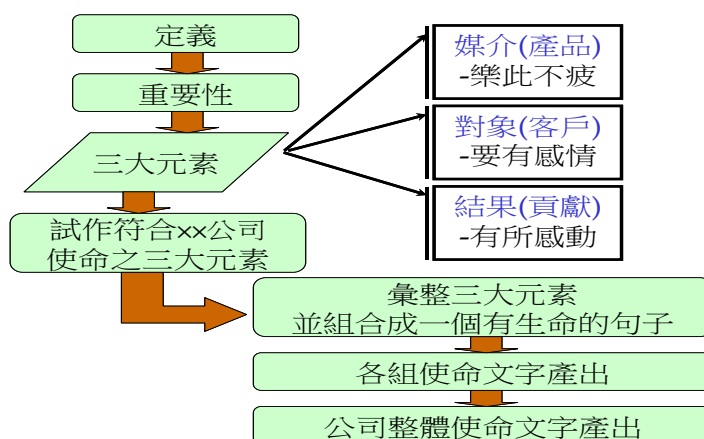 定義
重要性
三大元素
媒介(產品)
-樂此不疲
對象(客戶)
-要有感情
結果(貢獻)
-有所感動
試作符合××公司
使命之三大元素
彙整三大元素
並組合成一個有生命的句子
各組使命文字產出
公司整體使命文字產出